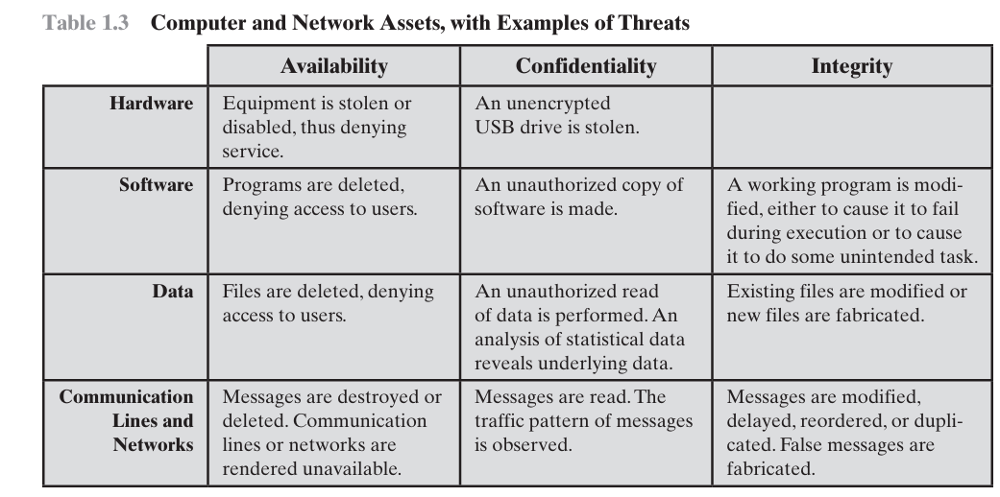 Table 1.3 Computer and Network Assets, with Examples of Threats
Availability
Confidentiality
Integrity
Hardware
Equipment is stolen or
disabled, thus denying
service.
An unencrypted
USB drive is stolen.
Software
Programs are deleted,
denying access to users.
An unauthorized copy of
software is made.
A working program is modi-
fied, either to cause it to fail
during execution or to cause
it to do some unintended task.
Data
Files are deleted, denying
access to users.
An unauthorized read
of data is performed. An
analysis of statistical data
reveals underlying data.
Existing files are modified or
new files are fabricated.
Communication
Lines and
Networks
Messages are destroyed or
deleted. Communication
lines or networks are
rendered unavailable.
Messages are read. The
traffic pattern of messages
is observed.
Messages are modified,
delayed, reordered, or dupli-
cated. False messages are
fabricated.